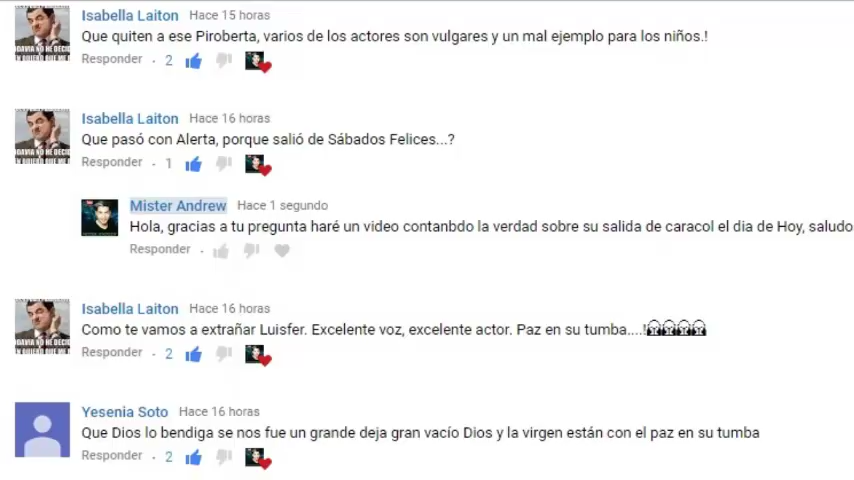 Isabella Laiton Hace 15 horas
Que quiten a ese Piroberta, varios de los actores son vulgares y un mal ejemplo para los niños.!
Responder · 2
Isabella Laiton Hace 16 horas
Que pasó con Alerta, porque salió de Sábados Felices...?
Responder · 1
Mister Andrew Hace 1 segundo
Hola, gracias a tu pregunta haré un video contanbdo la verdad sobre su salida de caracol el dia de Hoy, saludo
Responder ·
Isabella Laiton Hace 16 horas
Como te vamos a extrañar Luisfer. Excelente voz, excelente actor. Paz en su tumba....!
Responder · 2
Yesenia Soto Hace 16 horas
Que Dios lo bendiga se nos fue un grande deja gran vacío Dios y la virgen están con el paz en su tumba
Responder · 2